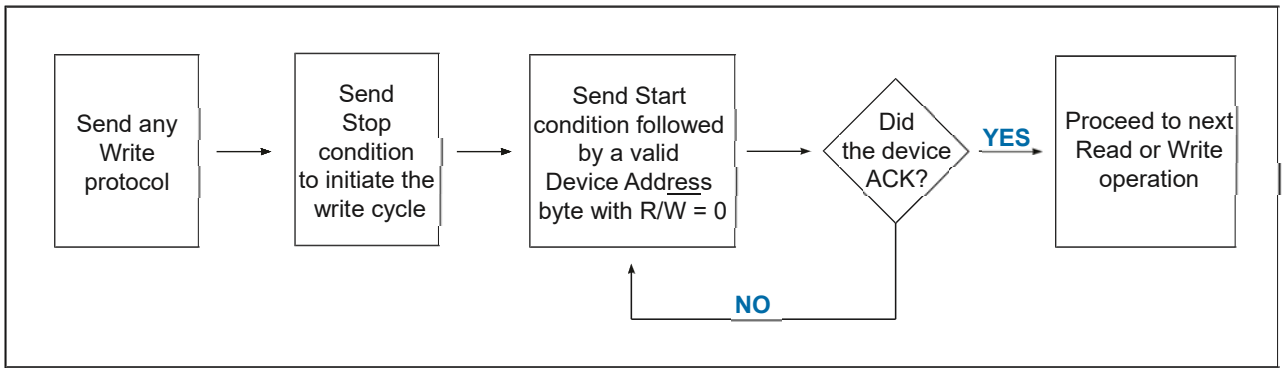 Send any
Write
protocol
Send
Stop
condition
to initiate the
write cycle
Send Start
condition followed
by a valid
Device Address
byte with R/W̅ = 0
Did
the device
ACK?
YES
NO
Proceed to next
Read or Write
operation